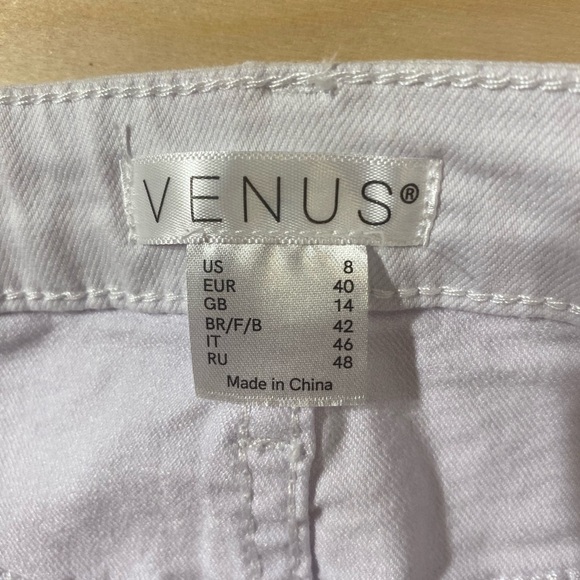 VENUS®
US 8
EUR 40
GB 14
BR/F/B 42
IT 46
RU 48
Made in China